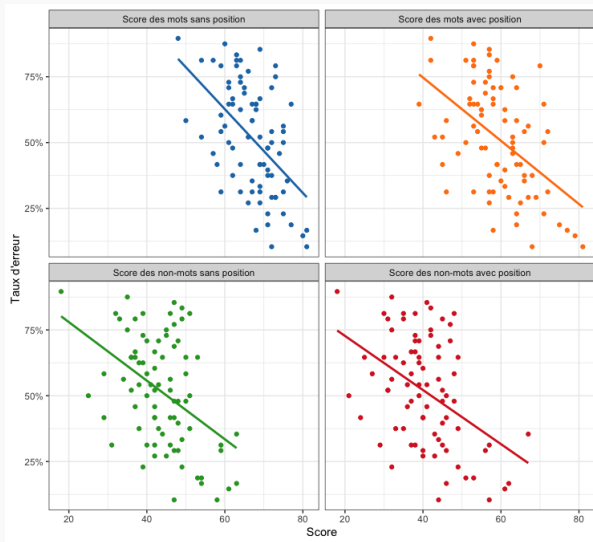 Score des mots sans position
Score des mots avec position
75%
50%
25%
Score des non-mots sans position
Score des non-mots avec position
75%
50%
25%
20 40 60 80
20 40 60 80
Score
Taux d'erreur